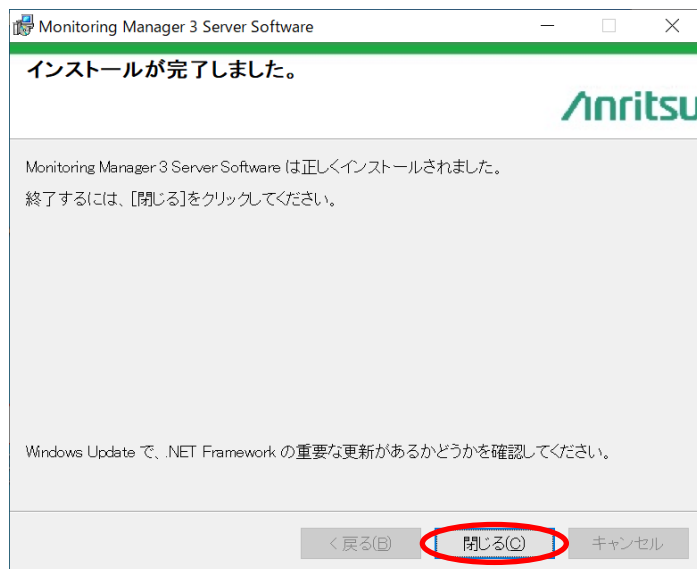 Monitoring Manager 3 Server Software
インストールが完了しました。
Anritsu
Monitoring Manager 3 Server Software は正しくインストールされました。
終了するには、[閉じる]をクリックしてください。
Windows Update で、.NET Framework の重要な更新があるかどうかを確認してください。
< 戻る(B) 閉じる(C) キャンセル